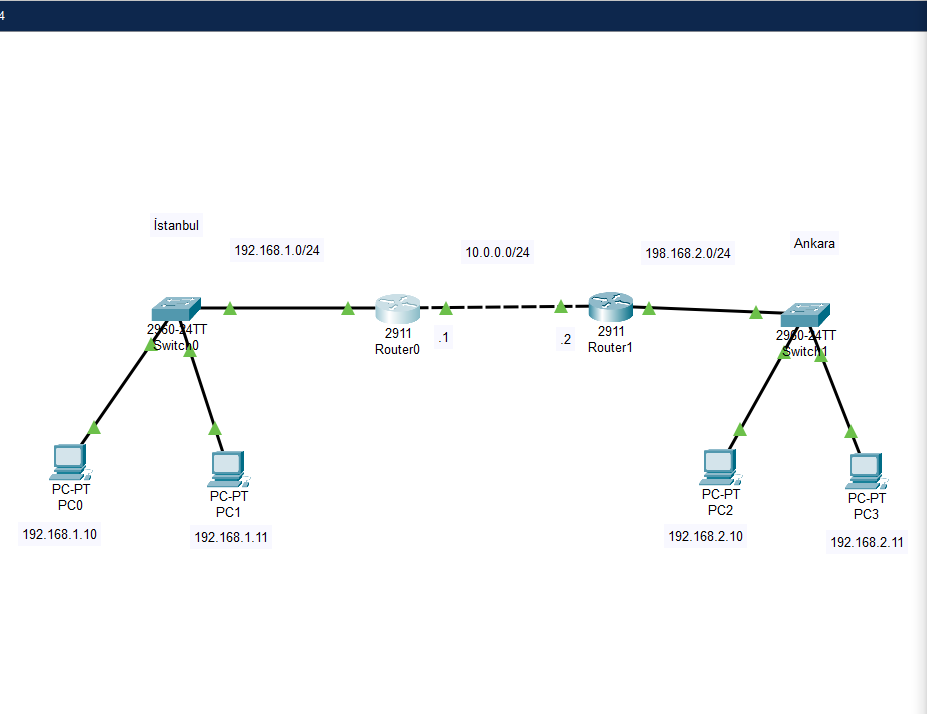 4
İstanbul
192.168.1.0/24
10.0.0.0/24
198.168.2.0/24
Ankara
2960-24TT
Switch0
2911
Router0
.1
.2
2911
Router1
2960-24TT
Switch1
PC-PT
PC0
192.168.1.10
PC-PT
PC1
192.168.1.11
PC-PT
PC2
192.168.2.10
PC-PT
PC3
192.168.2.11